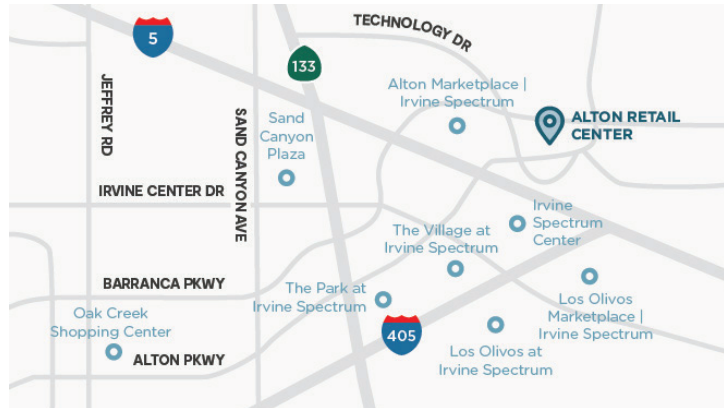 TECHNOLOGY DR
5
133
JEFFREY RD
SAND CANYON AVE
Alton Marketplace |
Irvine Spectrum
ALTON RETAIL
CENTER
Sand
Canyon
Plaza
IRVINE CENTER DR
Irvine
Spectrum
Center
The Village at
Irvine Spectrum
BARRANCA PKWY
The Park at
Irvine Spectrum
Los Olivos
Marketplace |
Irvine Spectrum
Oak Creek
Shopping Center
405
Los Olivos at
Irvine Spectrum
ALTON PKWY